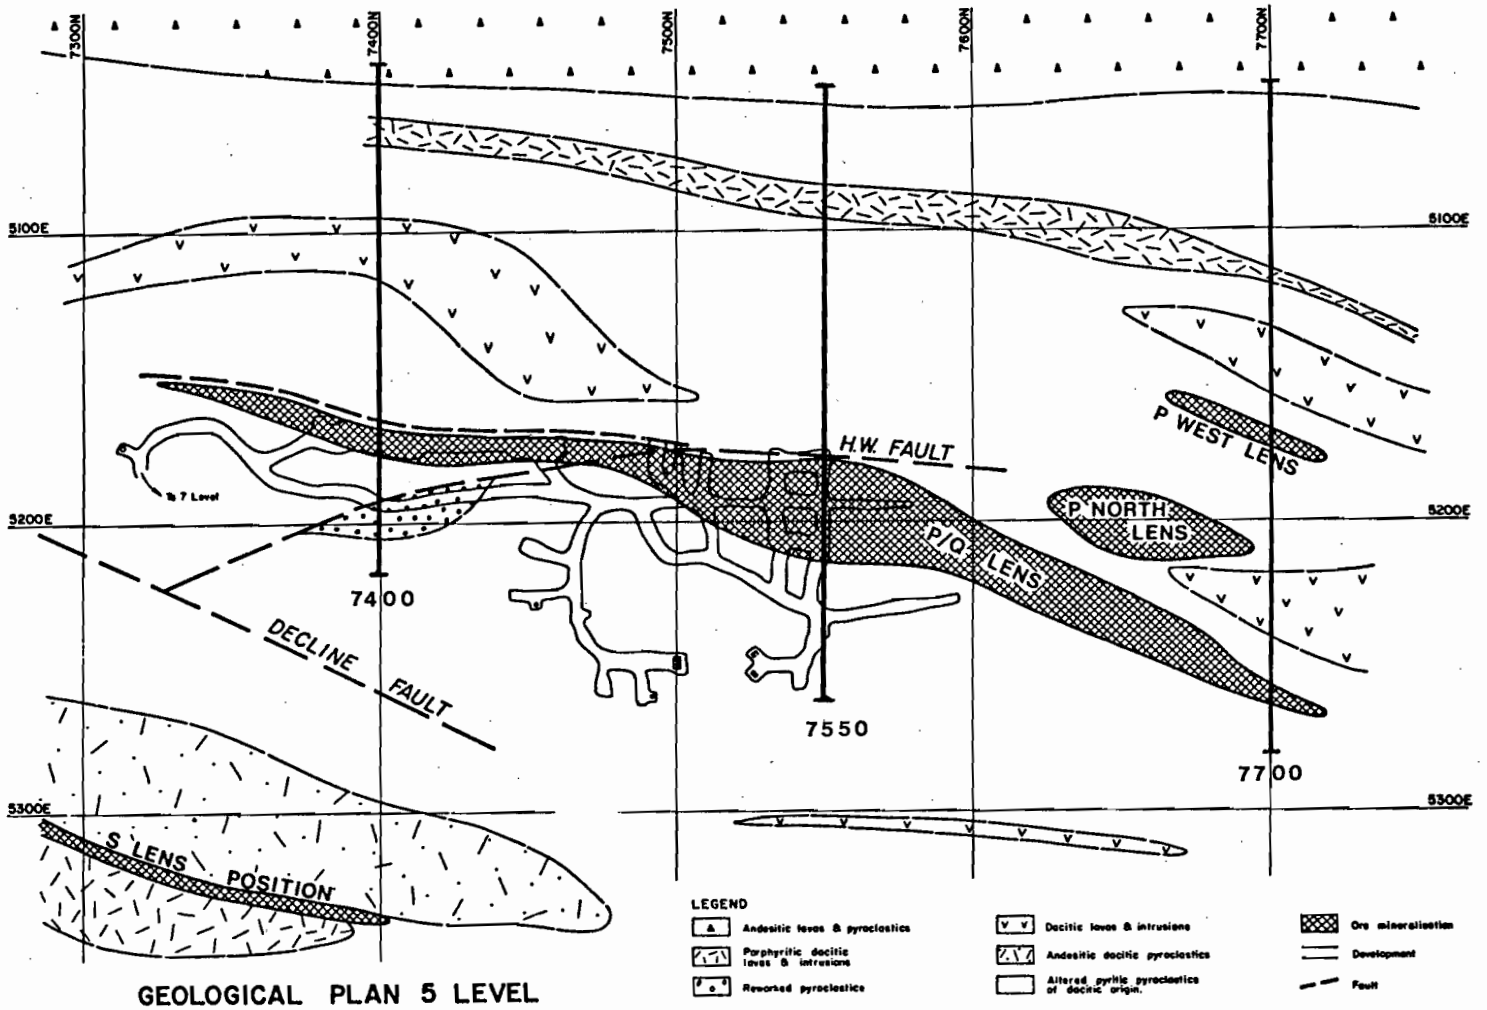 7300N
7400N
7500N
7600N
7700N
5100E
5100E
H.W. FAULT
P WEST LENS
To 7 Level
5200E
5200E
P NORTH
LENS
P/Q LENS
7400
DECLINE FAULT
7550
7700
5300E
5300E
S LENS POSITION
LEGEND
Andesitic lavas & pyroclastics
Porphyritic dacitic
lavas & intrusions
Reworked pyroclastics
Dacitic lavas & intrusions
Andesitic dacitic pyroclastics
Altered pyritic pyroclastics
of dacitic origin.
Ore mineralisation
Development
Fault
GEOLOGICAL PLAN 5 LEVEL